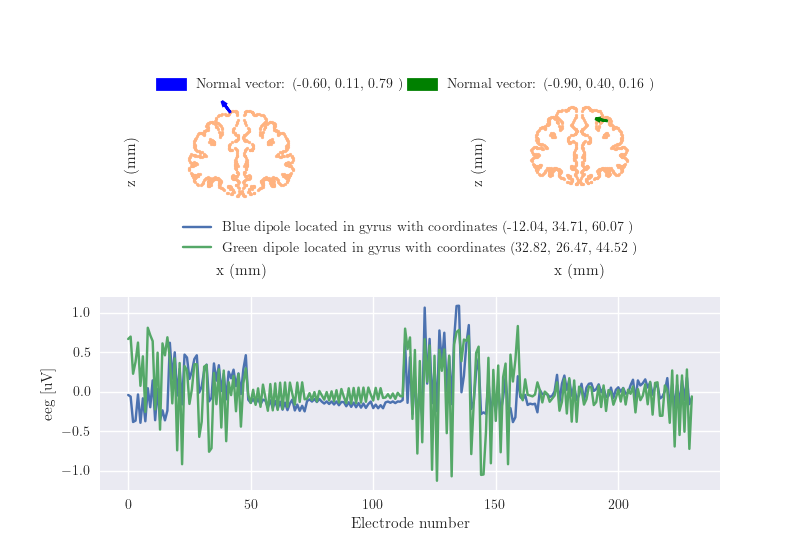 Normal vector: (-0.60, 0.11, 0.79 ) Normal vector: (-0.90, 0.40, 0.16 )
z (mm) z (mm)
Blue dipole located in gyrus with coordinates (-12.04, 34.71, 60.07 )
Green dipole located in gyrus with coordinates (32.82, 26.47, 44.52 )
x (mm) x (mm)
1.0
0.5
0.0
−0.5
−1.0
eeg [uV]
0 50 100 150 200
Electrode number